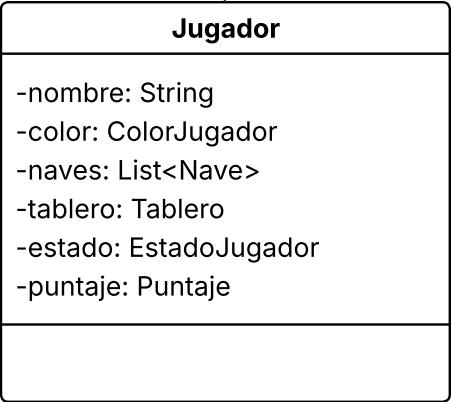 Jugador
-nombre: String
-color: ColorJugador
-naves: List<Nave>
-tablero: Tablero
-estado: EstadoJugador
-puntaje: Puntaje